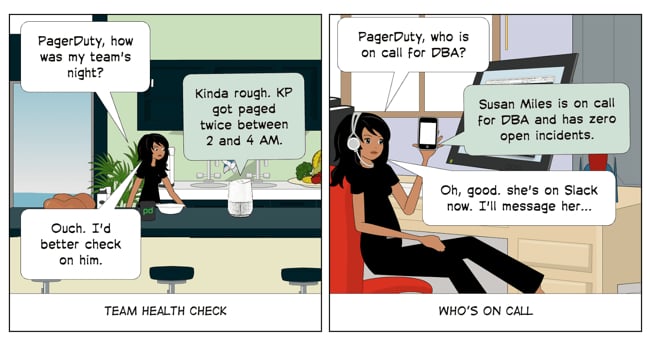 PagerDuty, how
was my team's
night?
Kinda rough. KP
got paged
twice between
2 and 4 AM.
Ouch. I'd
better check
on him.
pd
TEAM HEALTH CHECK
PagerDuty, who is
on call for DBA?
Susan Miles is on call
for DBA and has zero
open incidents.
Oh, good. she's on Slack
now. I'll message her...
WHO'S ON CALL